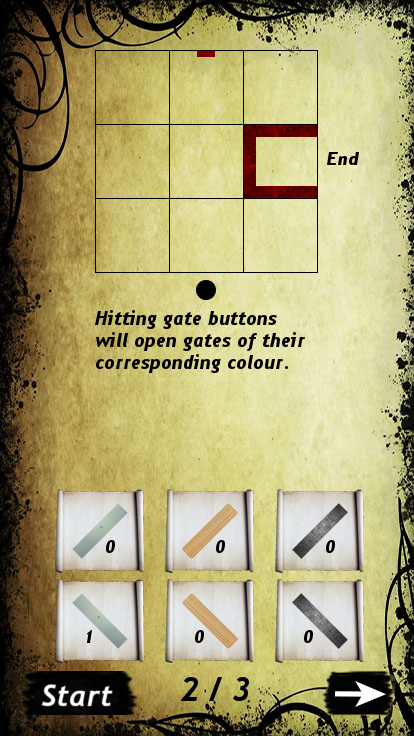 End
Hitting gate buttons
will open gates of their
corresponding colour.
0 0 0
1 0 0
Start 2 / 3